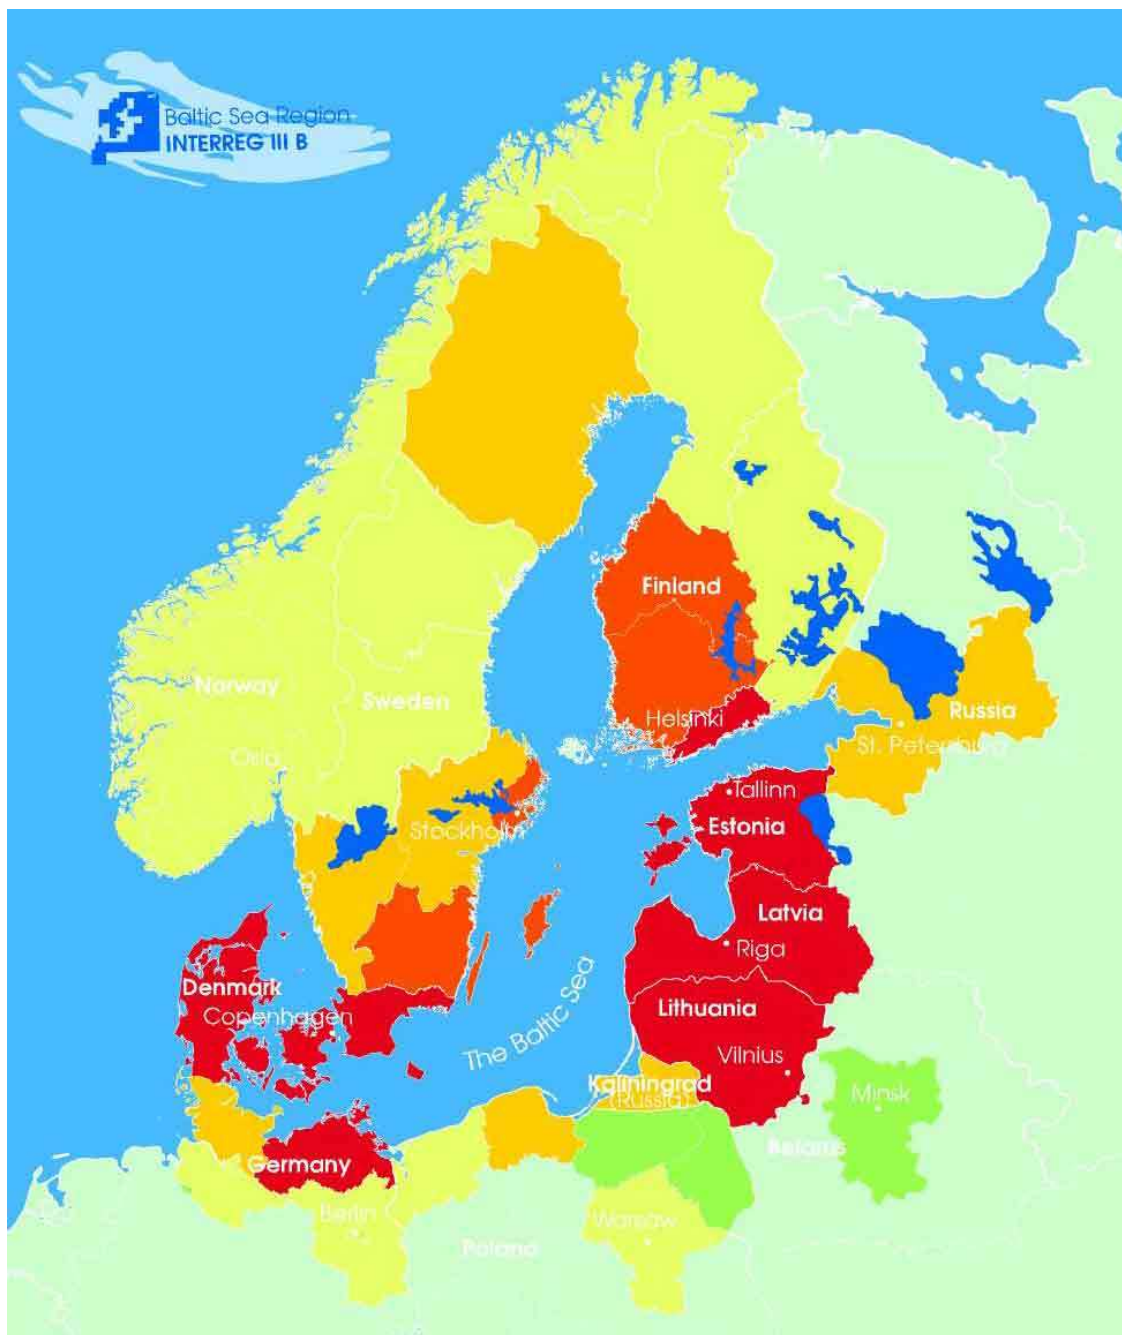 Baltic Sea Region
INTERREG III B
Finland
Norway
Sweden
Helsinki
Russia
Oslo
St. Petersburg
Tallinn
Stockholm
Estonia
Latvia
Riga
Denmark
Copenhagen
The Baltic Sea
Lithuania
Vilnius
Kaliningrad
(Russia)
Minsk
Belarus
Germany
Berlin
Warsaw
Poland